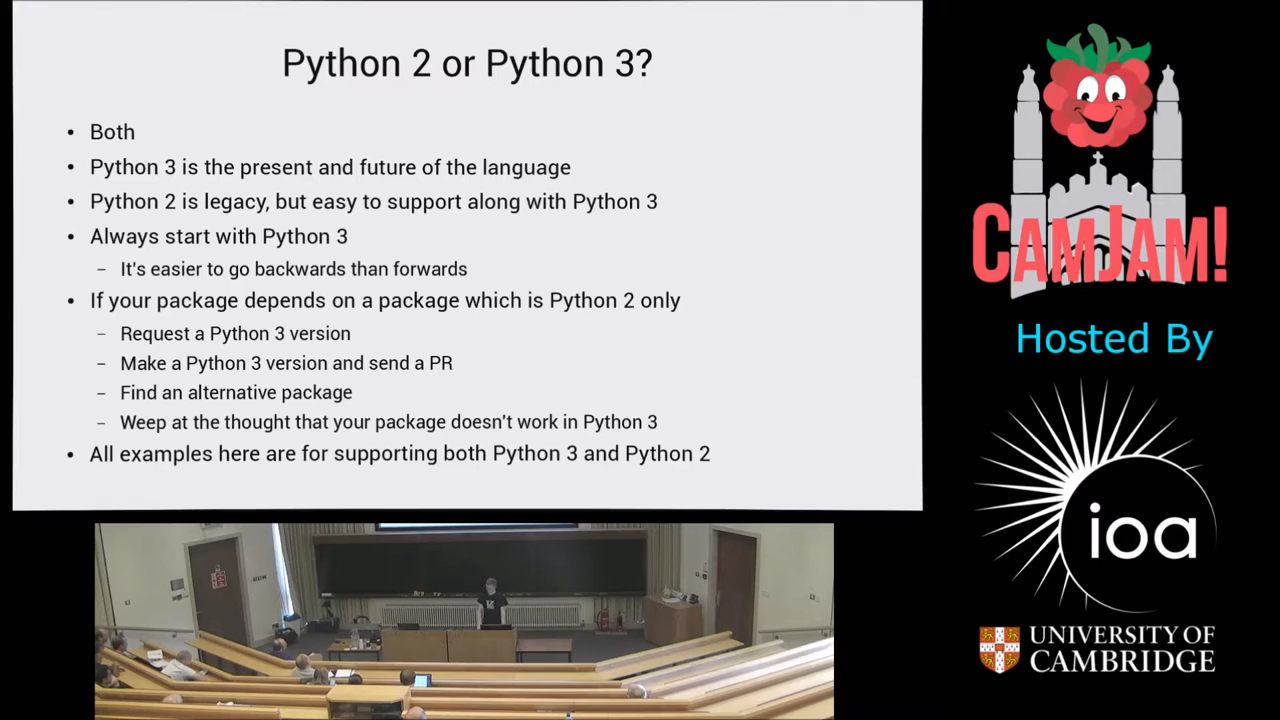 Python 2 or Python 3?
• Both
• Python 3 is the present and future of the language
• Python 2 is legacy, but easy to support along with Python 3
• Always start with Python 3
– It's easier to go backwards than forwards
• If your package depends on a package which is Python 2 only
– Request a Python 3 version
– Make a Python 3 version and send a PR
– Find an alternative package
– Weep at the thought that your package doesn't work in Python 3
• All examples here are for supporting both Python 3 and Python 2
CAMJAM!
Hosted By
ioa
UNIVERSITY OF
CAMBRIDGE